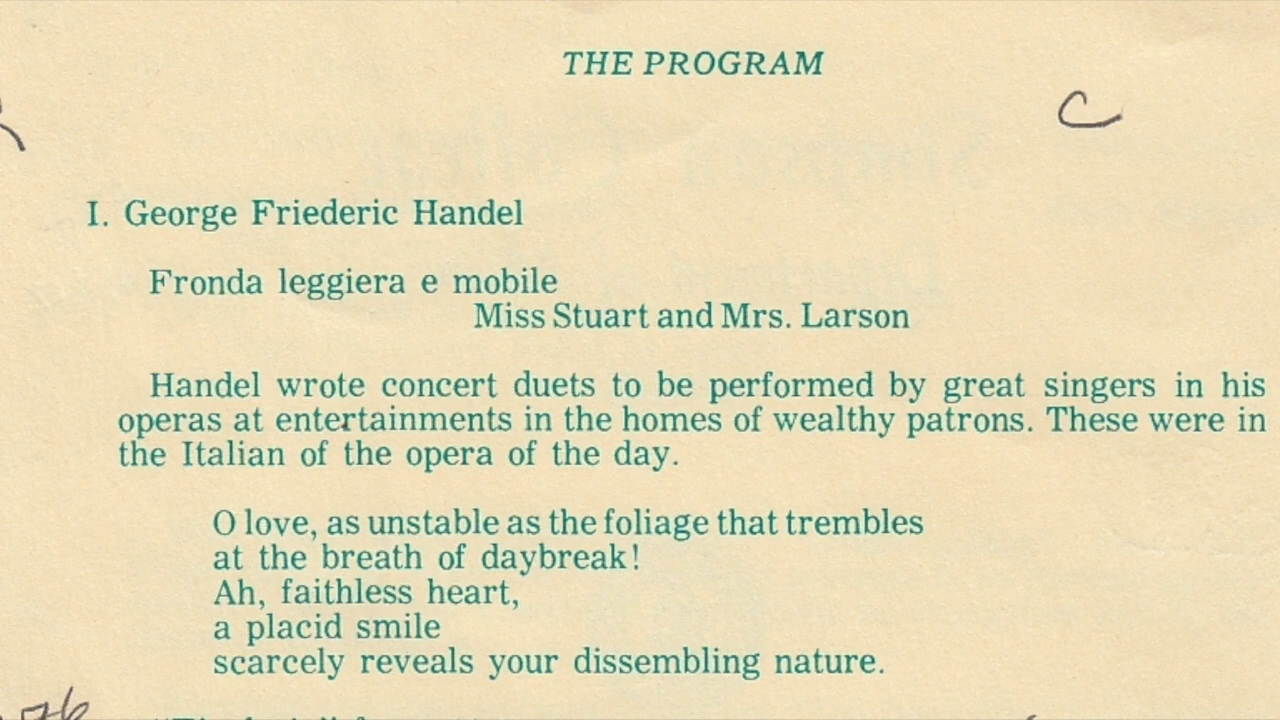 THE PROGRAM
C
I. George Friederic Handel
Fronda leggiera e mobile
Miss Stuart and Mrs. Larson
Handel wrote concert duets to be performed by great singers in his
operas at entertainments in the homes of wealthy patrons. These were in
the Italian of the opera of the day.
O love, as unstable as the foliage that trembles
at the breath of daybreak!
Ah, faithless heart,
a placid smile
scarcely reveals your dissembling nature.